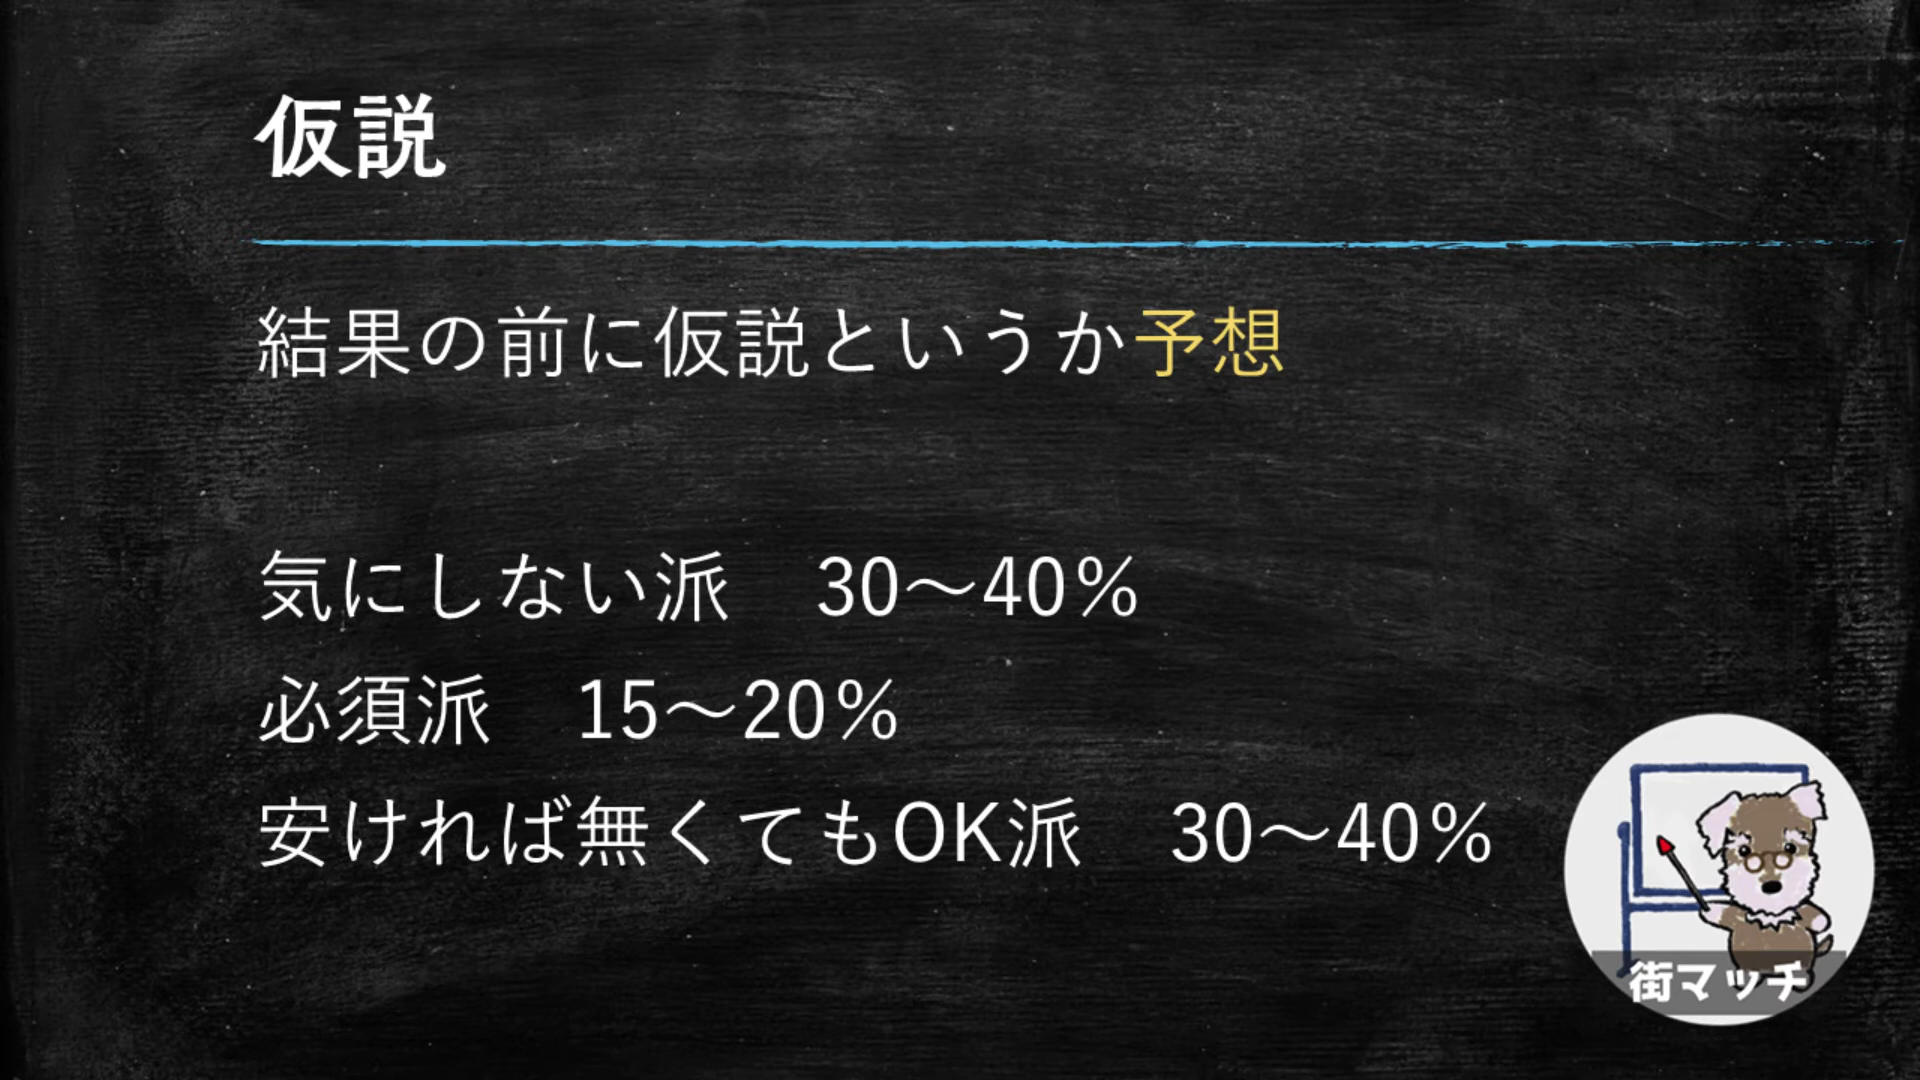 仮説
結果の前に仮説というか予想
気にしない派　30～40％
必須派　15～20％
安ければ無くてもOK派　30～40％
街マッチ